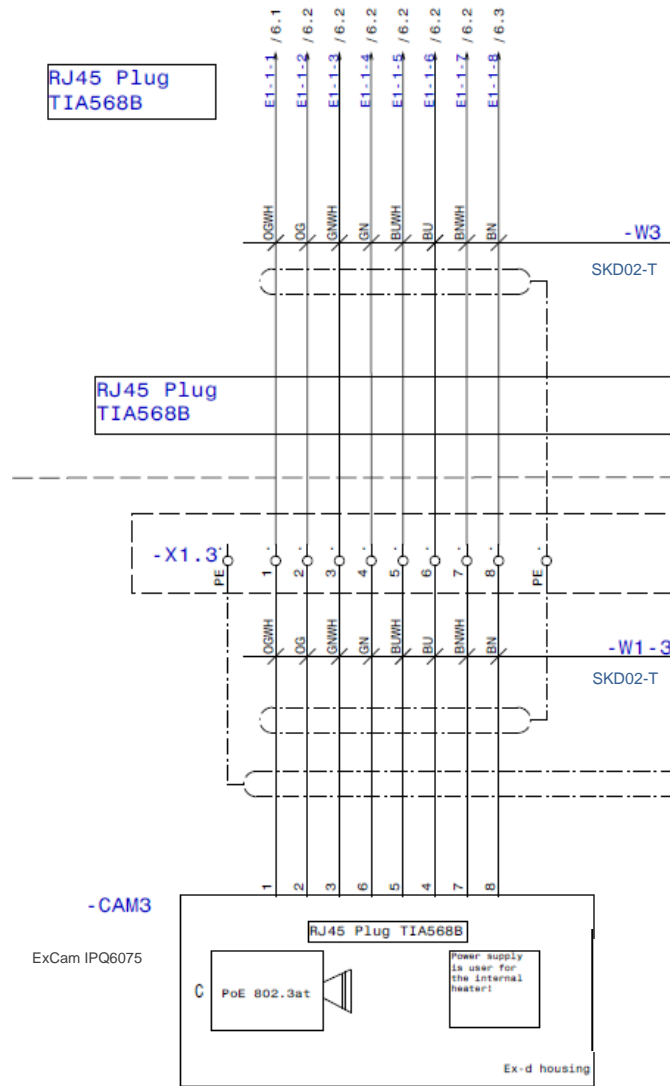 /6.1
/6.2
/6.2
/6.2
/6.2
/6.2
/6.2
/6.3
E1-1-1
E1-1-2
E1-1-3
E1-1-4
E1-1-5
E1-1-6
E1-1-7
E1-1-8
RJ45 Plug
TIA568B
OGWH
OG
GNWH
GN
BUWH
BU
BNWH
BN
-W3
SKD02-T
RJ45 Plug
TIA568B
-X1.3
PE
1
2
3
4
5
6
7
8
PE
OGWH
OG
GNWH
GN
BUWH
BU
BNWH
BN
-W1-3
SKD02-T
1
2
3
6
5
4
7
8
-CAM3
RJ45 Plug TIA568B
ExCam IPQ6075
C
PoE 802.3at
Power supply
is user for
the internal
heater!
Ex-d housing